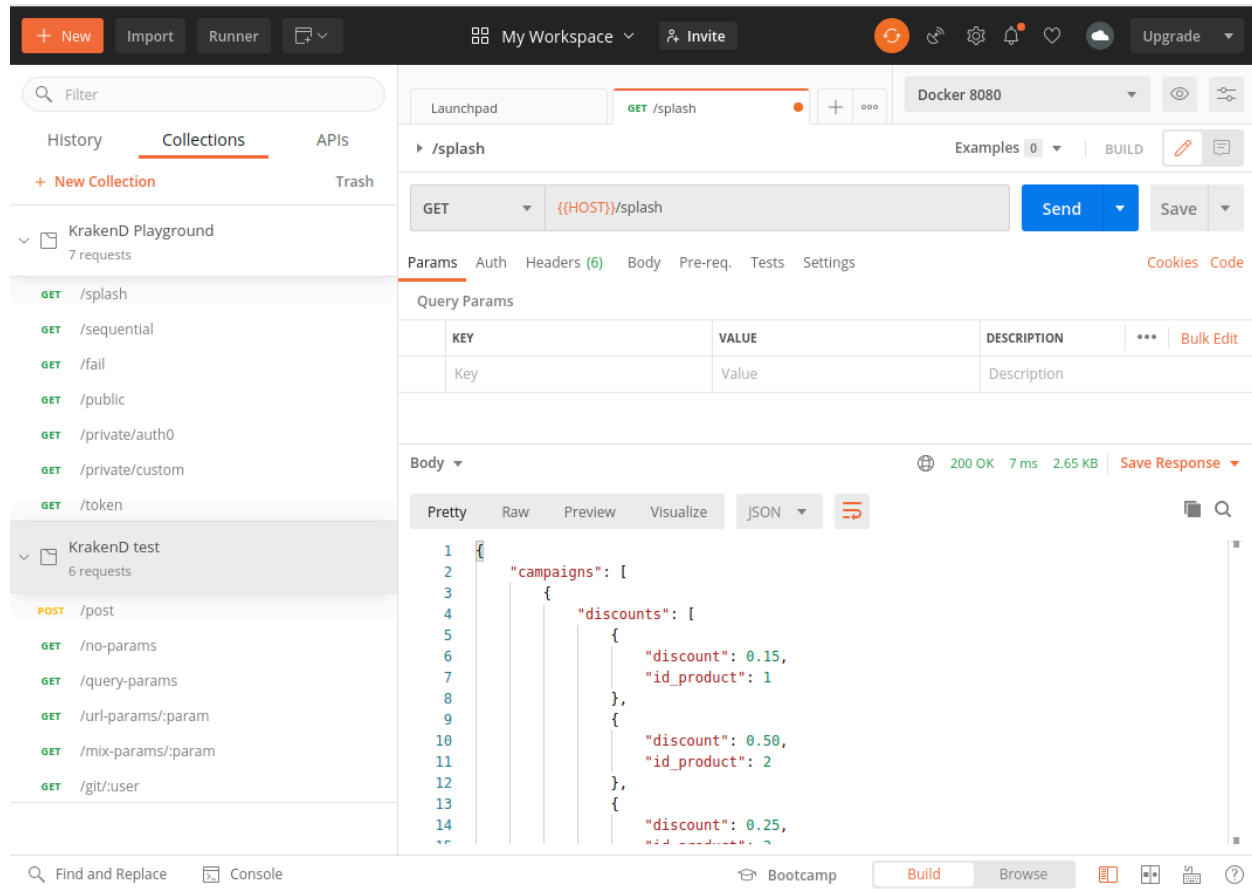 + New Import Runner My Workspace Invite Upgrade
Filter
History Collections APIs
+ New Collection Trash
KrakenD Playground
7 requests
GET /splash
GET /sequential
GET /fail
GET /public
GET /private/auth0
GET /private/custom
GET /token
KrakenD test
6 requests
POST /post
GET /no-params
GET /query-params
GET /url-params/:param
GET /mix-params/:param
GET /git/:user
Launchpad GET /splash + Docker 8080
/splash Examples 0 BUILD
GET {{HOST}}/splash Send Save
Params Auth Headers (6) Body Pre-req. Tests Settings Cookies Code
Query Params
KEY VALUE DESCRIPTION ••• Bulk Edit
Key Value Description
Body 200 OK 7 ms 2.65 KB Save Response
Pretty Raw Preview Visualize JSON
1 {
2 "campaigns": [
3 {
4 "discounts": [
5 {
6 "discount": 0.15,
7 "id_product": 1
8 },
9 {
10 "discount": 0.50,
11 "id_product": 2
12 },
13 {
14 "discount": 0.25,
Find and Replace Console Bootcamp Build Browse